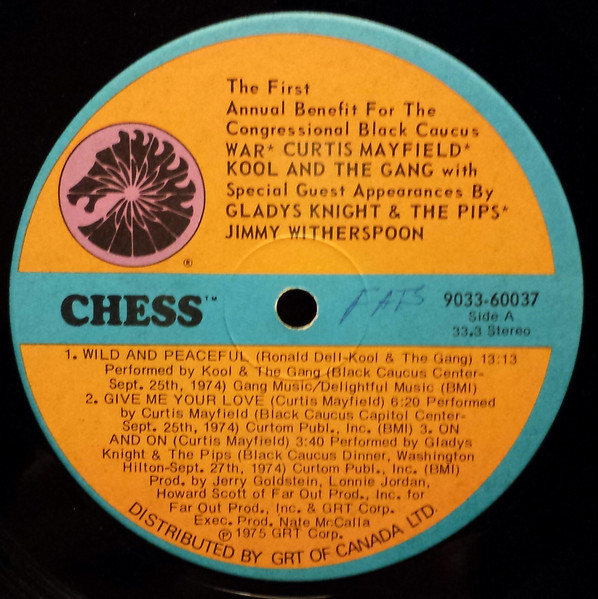 The First
Annual Benefit For The
Congressional Black Caucus
WAR* CURTIS MAYFIELD*
KOOL AND THE GANG with
Special Guest Appearances By
GLADYS KNIGHT & THE PIPS*
JIMMY WITHERSPOON
®
CHESS™
FATS
9033-60037
Side A
33.3 Stereo
1. WILD AND PEACEFUL (Ronald Dell-Kool & The Gang) 13:13
Performed by Kool & The Gang (Black Caucus Center-
Sept. 25th, 1974) Gang Music/Delightful Music (BMI)
2. GIVE ME YOUR LOVE (Curtis Mayfield) 6:20 Performed
by Curtis Mayfield (Black Caucus Capitol Center-
Sept. 25th, 1974) Curtom Publ., Inc. (BMI) 3. ON
AND ON (Curtis Mayfield) 3:40 Performed by Gladys
Knight & The Pips (Black Caucus Dinner, Washington
Hilton-Sept. 27th, 1974) Curtom Publ., Inc. (BMI)
Prod. by Jerry Goldstein, Lonnie Jordan,
Howard Scott of Far Out Prod., Inc. for
Far Out Prod., Inc. & GRT Corp.
Exec. Prod. Nate McCalla
℗1975 GRT Corp.
DISTRIBUTED BY GRT OF CANADA LTD.